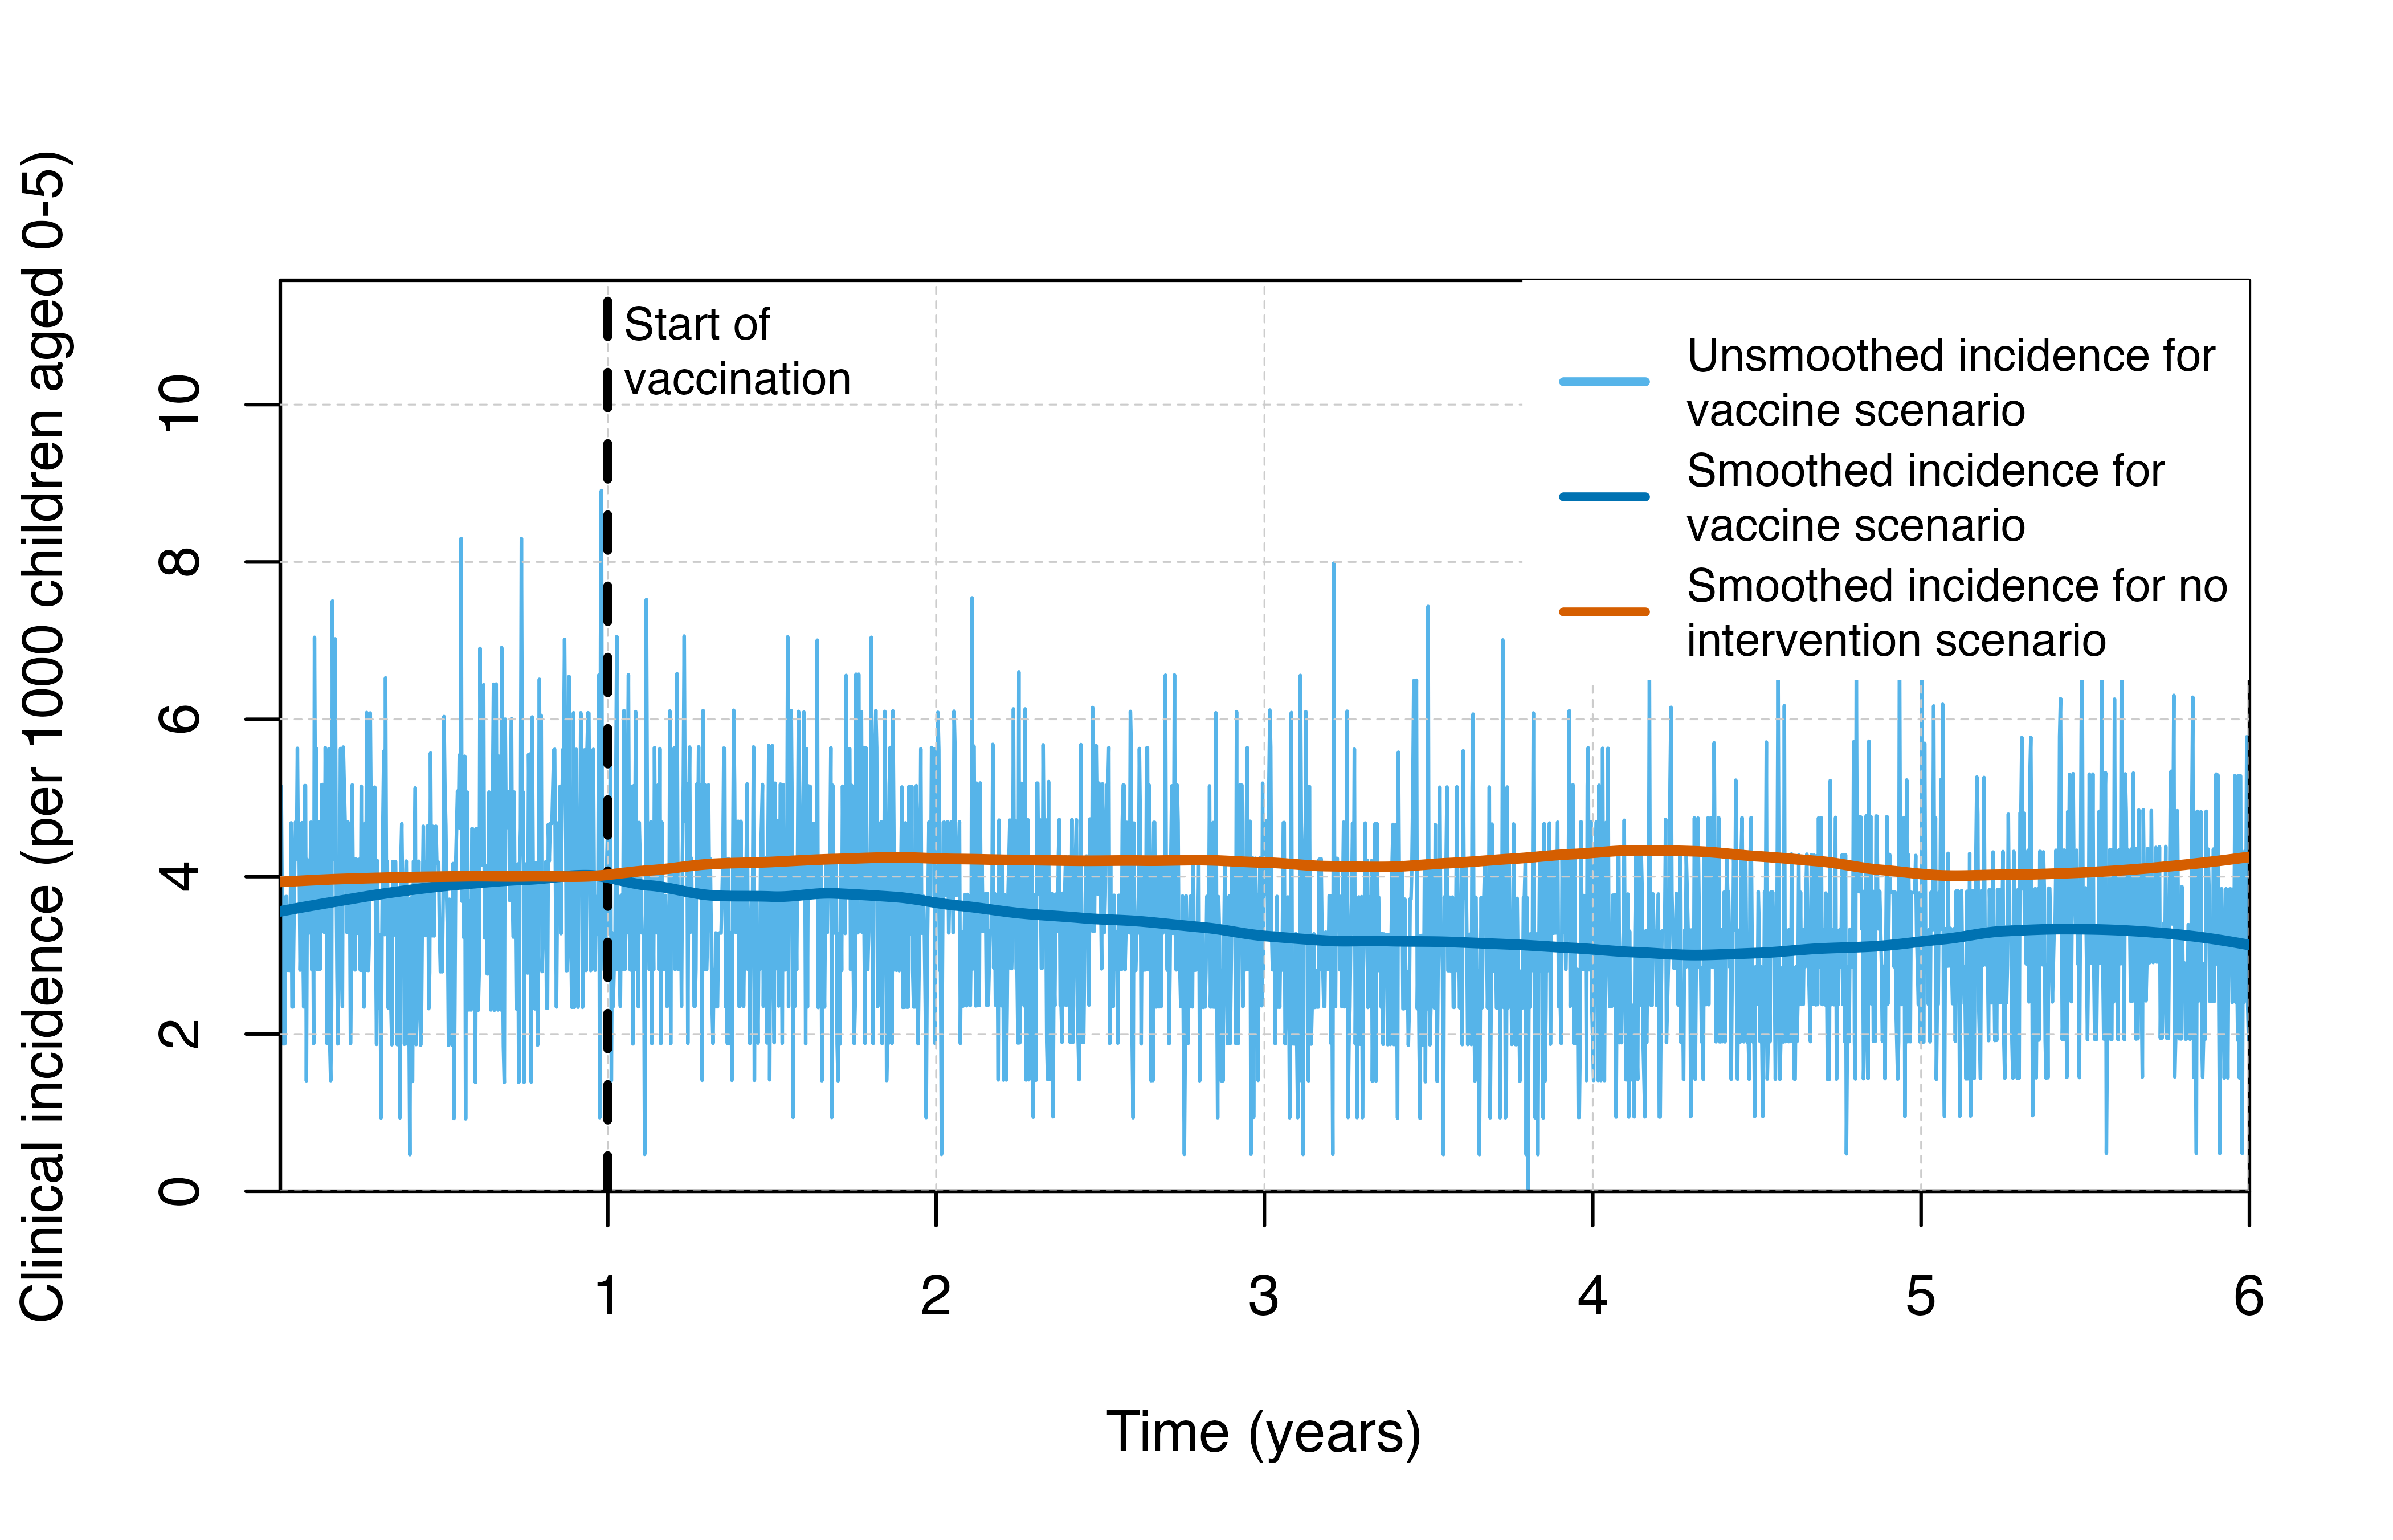 Clinical incidence (per 1000 children aged 0-5)
10
8
6
4
2
0
Start of
vaccination
Unsmoothed incidence for
vaccine scenario
Smoothed incidence for
vaccine scenario
Smoothed incidence for no
intervention scenario
1
2
3
4
5
6
Time (years)